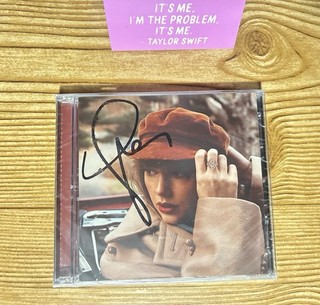 IT'S ME.
I'M THE PROBLEM.
IT'S ME.
- TAYLOR SWIFT